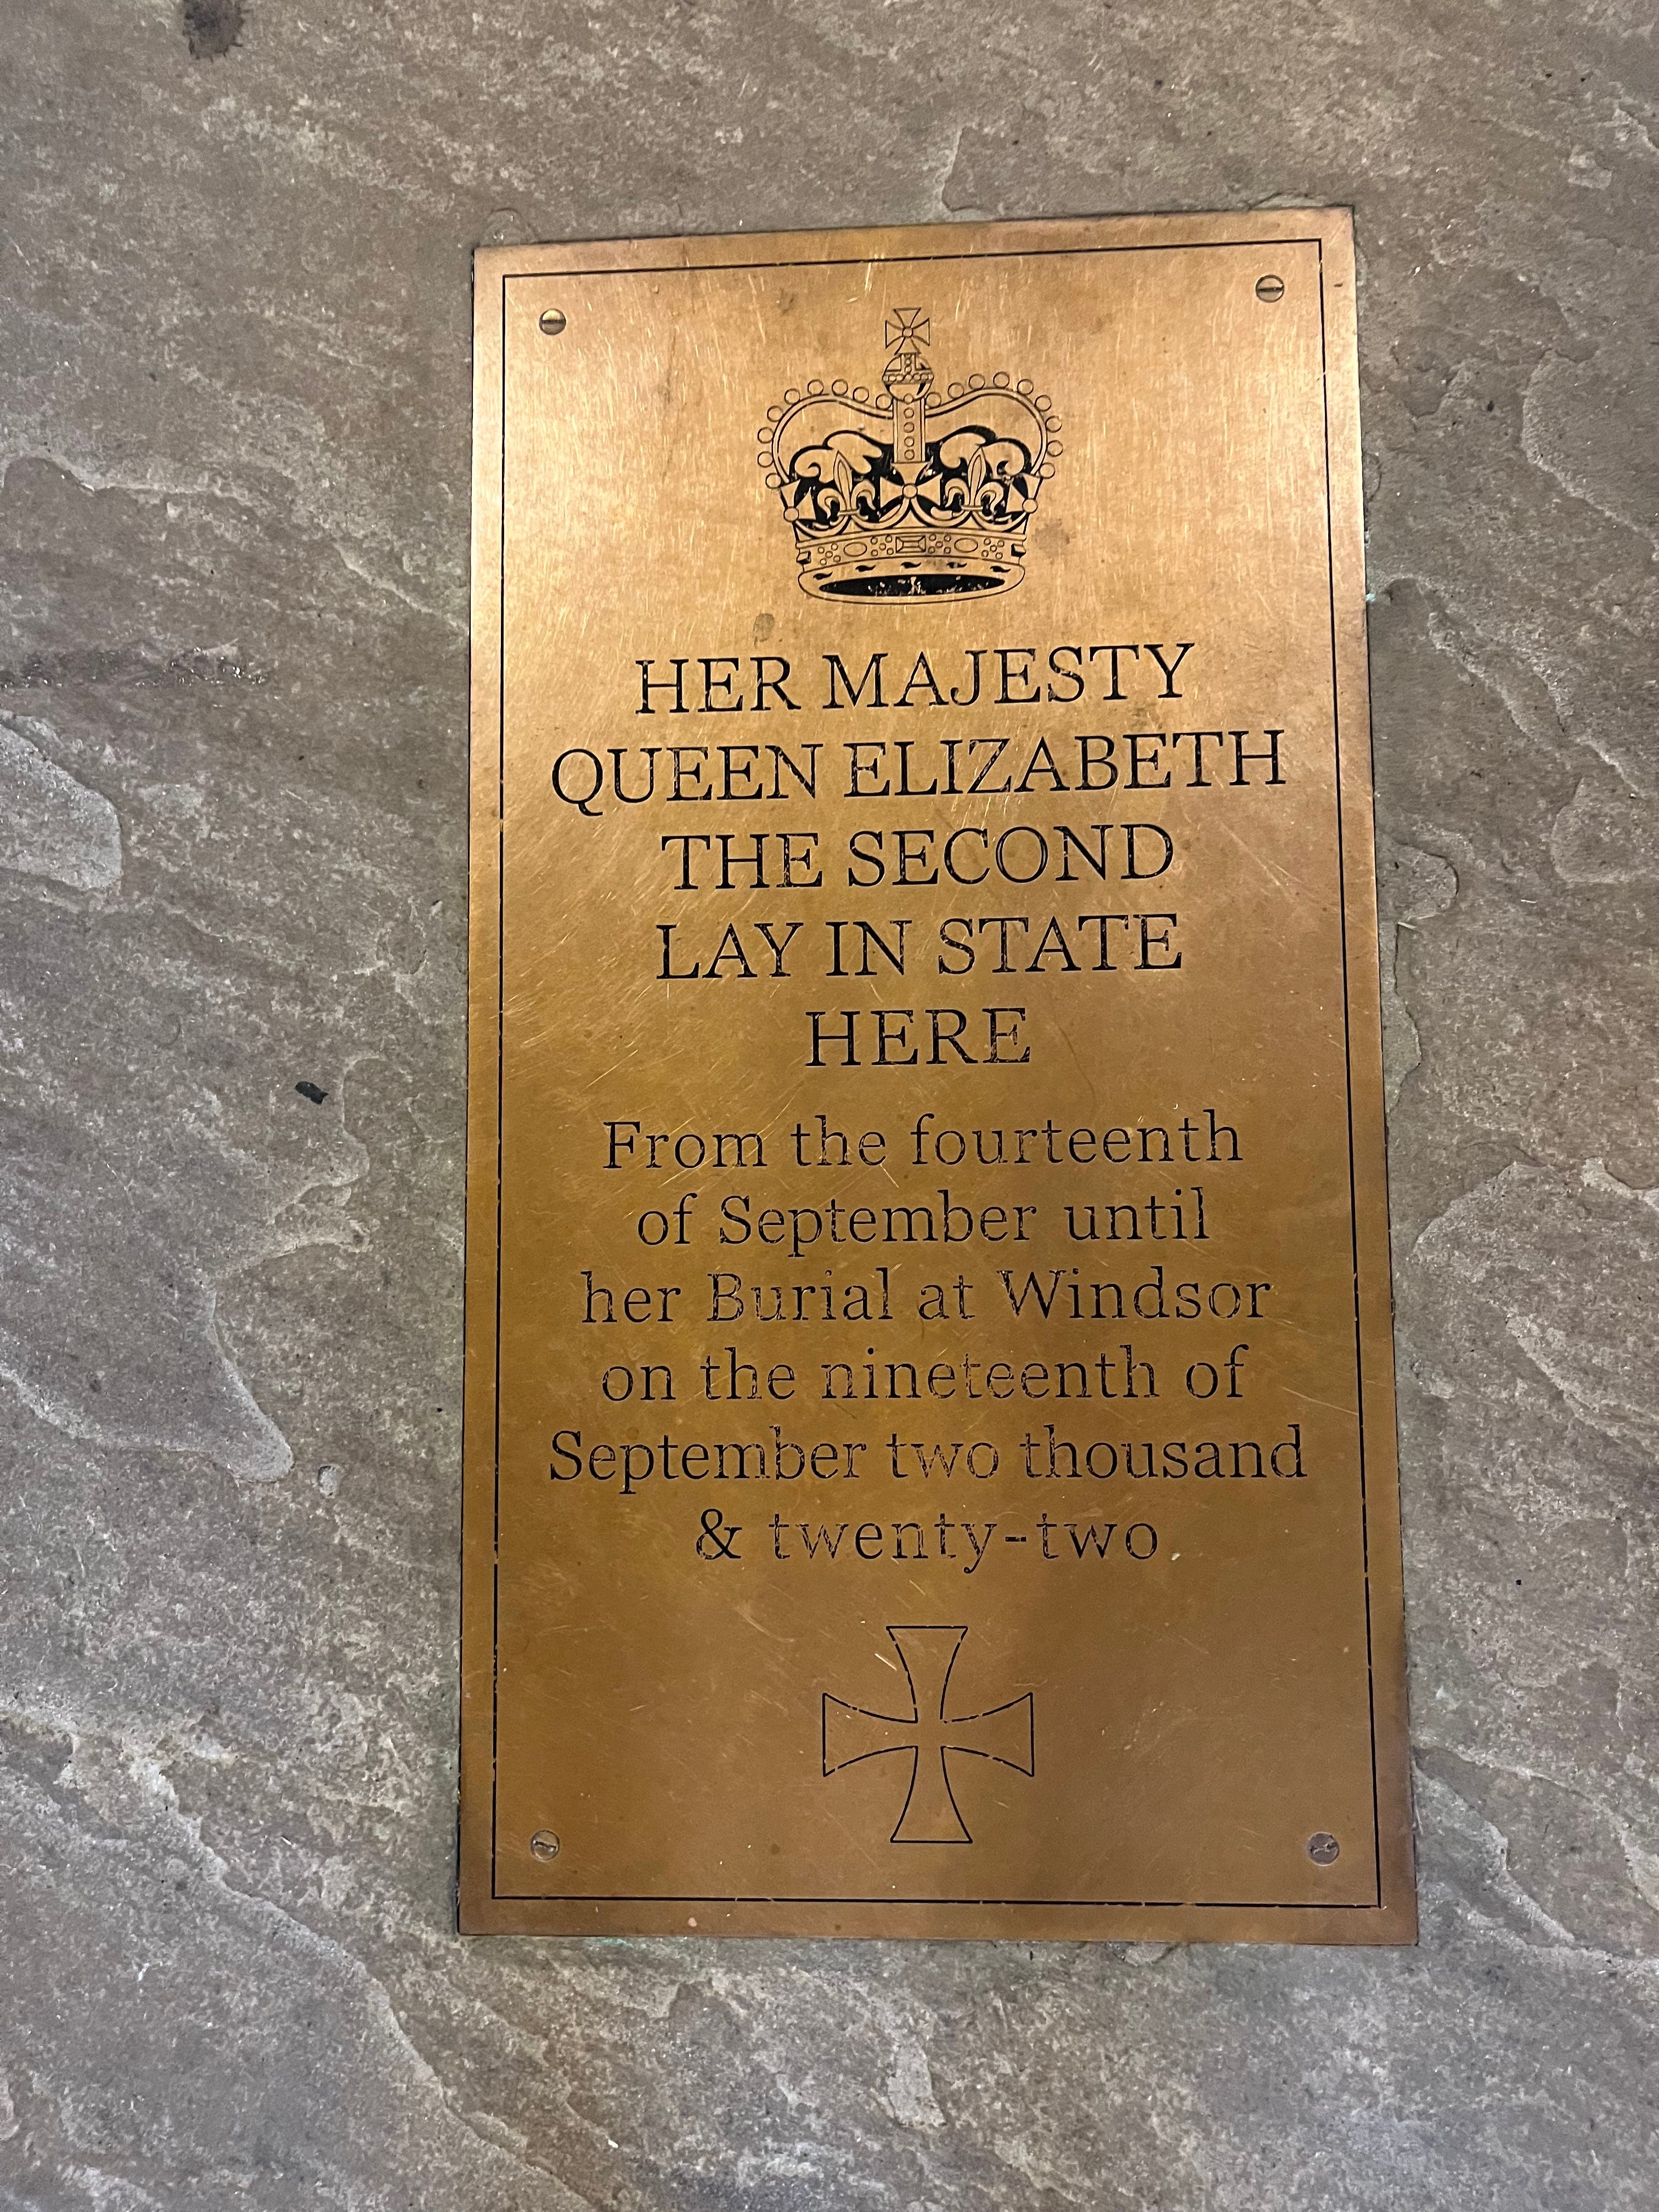 HER MAJESTY
QUEEN ELIZABETH
THE SECOND
LAY IN STATE
HERE
From the fourteenth
of September until
her Burial at Windsor
on the nineteenth of
September two thousand
& twenty-two